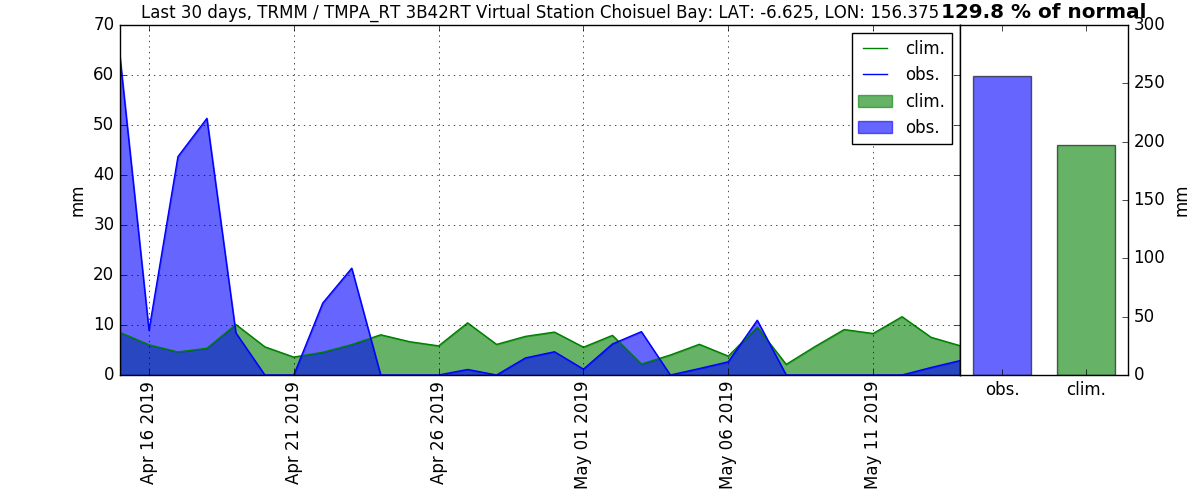 Last 30 days, TRMM / TMPA_RT 3B42RT Virtual Station Choisuel Bay: LAT: -6.625, LON: 156.375
129.8 % of normal
70
60
50
40
30
20
10
0
mm
clim.
obs.
clim.
obs.
Apr 16 2019
Apr 21 2019
Apr 26 2019
May 01 2019
May 06 2019
May 11 2019
300
250
200
150
100
50
0
mm
obs.
clim.